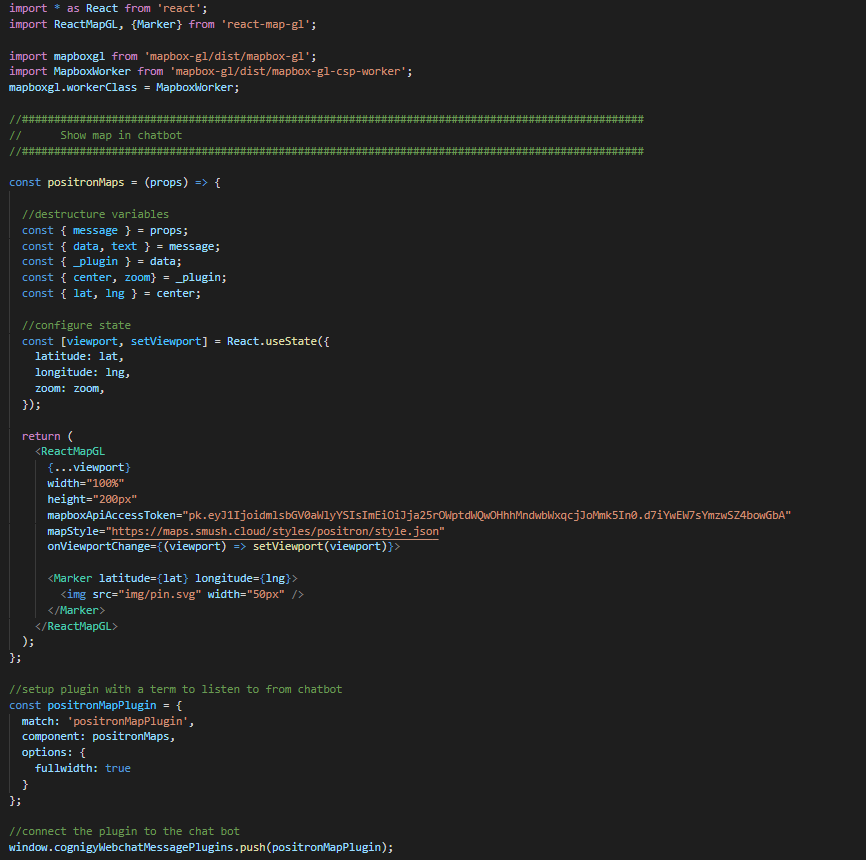 import * as React from 'react';
import ReactMapGL, {Marker} from 'react-map-gl';
import mapboxgl from 'mapbox-gl/dist/mapbox-gl';
import MapboxWorker from 'mapbox-gl/dist/mapbox-gl-csp-worker';
mapboxgl.workerClass = MapboxWorker;
//#################################################################################################
//      Show map in chatbot
//#################################################################################################
const positronMaps = (props) => {
  //destructure variables
  const { message } = props;
  const { data, text } = message;
  const { _plugin } = data;
  const { center, zoom} = _plugin;
  const { lat, lng } = center;
  //configure state
  const [viewport, setViewport] = React.useState({
    latitude: lat,
    longitude: lng,
    zoom: zoom,
  });
  return (
    <ReactMapGL
      {...viewport}
      width="100%"
      height="200px"
      mapboxApiAccessToken="pk.eyJ1IjoidmlsbGV0aWlyYSIsImEiOiJja25rOWptdWQwOHhhMndwbWxqcjJoMmk5In0.d7iYwEW7sYmzwSZ4bowGbA"
      mapStyle="https://maps.smush.cloud/styles/positron/style.json"
      onViewportChange={(viewport) => setViewport(viewport)}>
      <Marker latitude={lat} longitude={lng}>
        <img src="img/pin.svg" width="50px" />
      </Marker>
    </ReactMapGL>
  );
};
//setup plugin with a term to listen to from chatbot
const positronMapPlugin = {
  match: 'positronMapPlugin',
  component: positronMaps,
  options: {
    fullwidth: true
  }
};
//connect the plugin to the chat bot
window.cognigyWebchatMessagePlugins.push(positronMapPlugin);